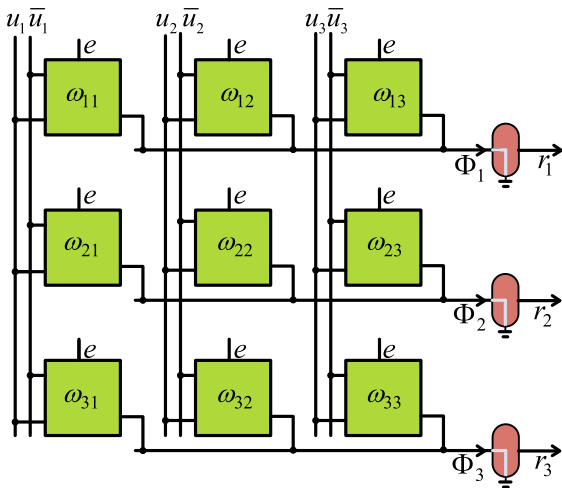 u₁ ū₁ u₂ ū₂ u₃ ū₃
e e e
ω₁₁ ω₁₂ ω₁₃
Φ₁ r₁
e e e
ω₂₁ ω₂₂ ω₂₃
Φ₂ r₂
e e e
ω₃₁ ω₃₂ ω₃₃
Φ₃ r₃